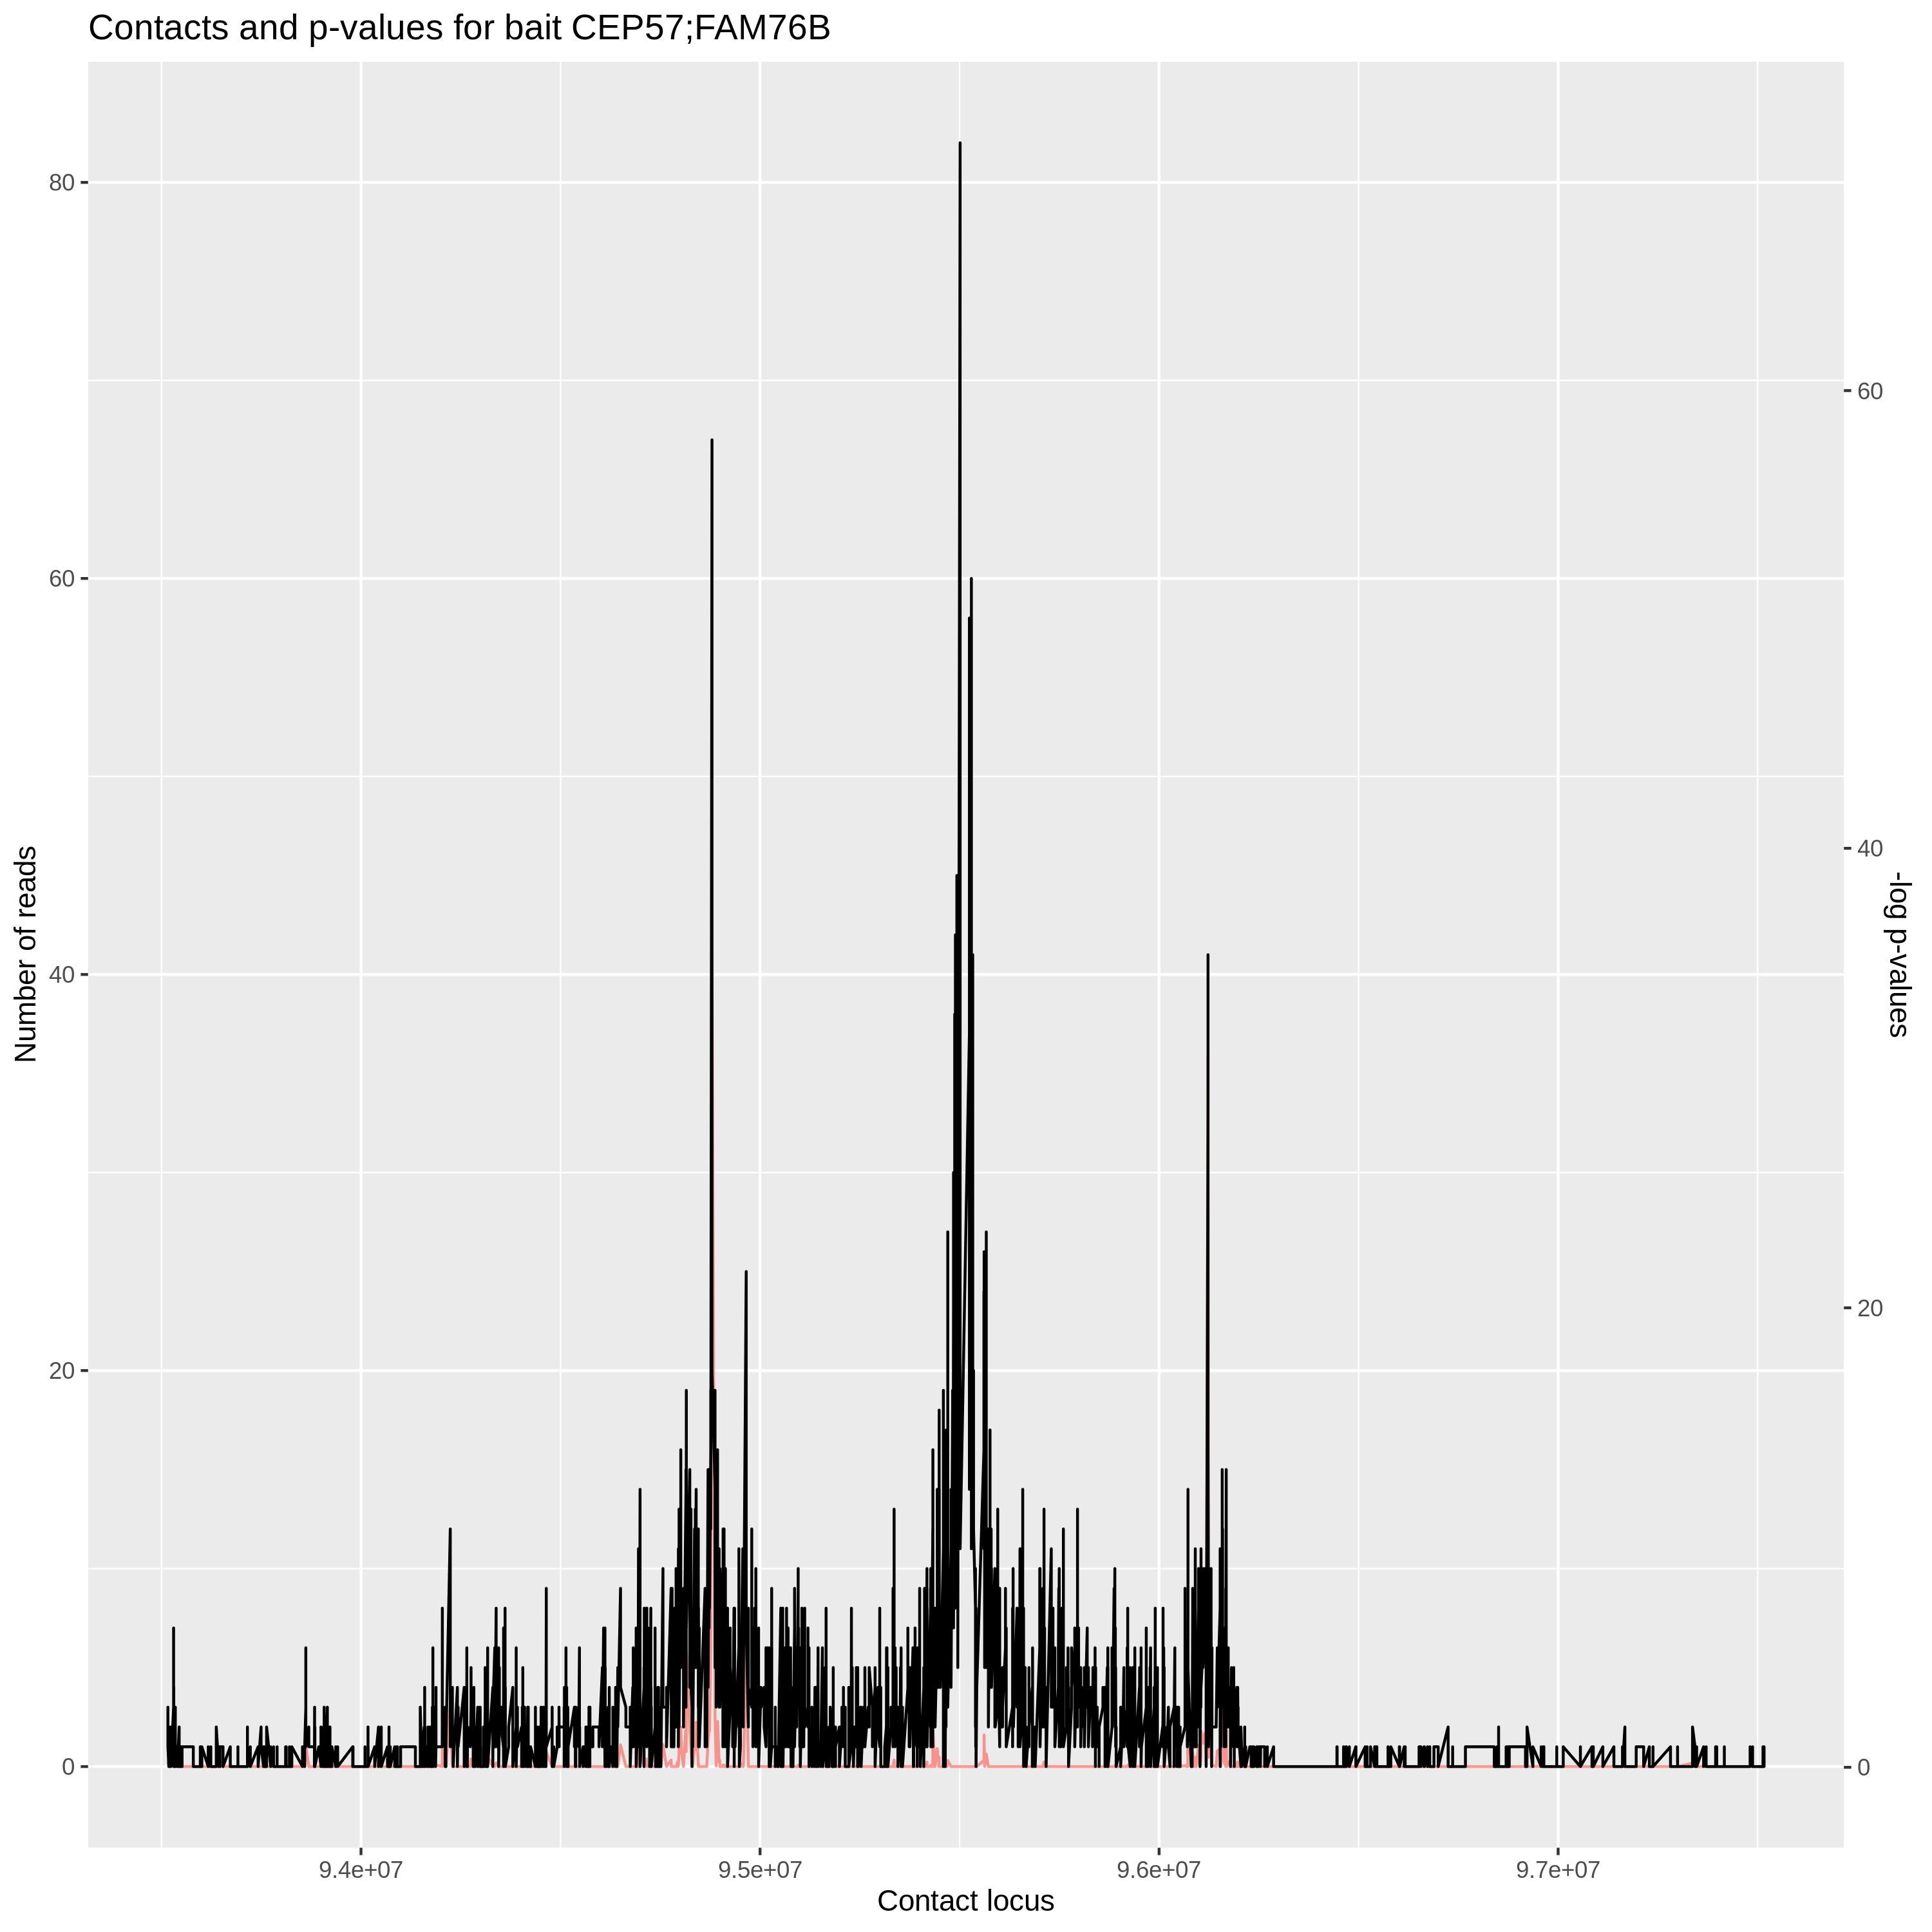 Contacts and p-values for bait CEP57;FAM76B
80
60
40
20
0
60
40
20
0
Number of reads
-log p-values
9.4e+07
9.5e+07
9.6e+07
9.7e+07
Contact locus